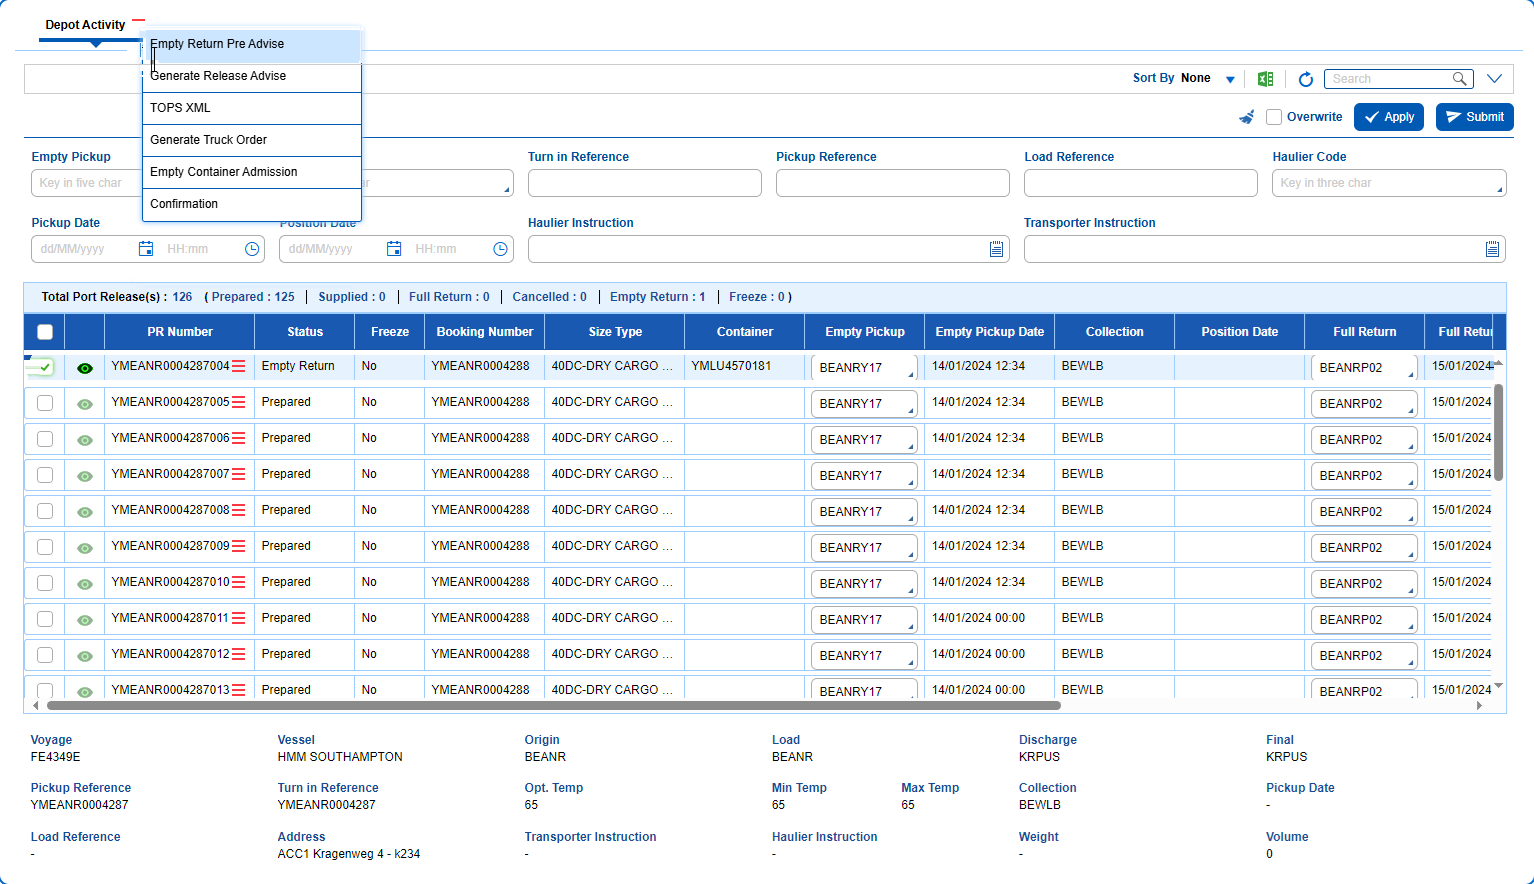 Depot Activity
Empty Return Pre Advise
Generate Release Advise
TOPS XML
Generate Truck Order
Empty Container Admission
Confirmation
Sort By None Search
Overwrite Apply Submit
Empty Pickup Turn in Reference Pickup Reference Load Reference Haulier Code
Key in five char Key in three char
Pickup Date Position Date Haulier Instruction Transporter Instruction
dd/MM/yyyy HH:mm dd/MM/yyyy HH:mm
Total Port Release(s) : 126 ( Prepared : 125 | Supplied : 0 | Full Return : 0 | Cancelled : 0 | Empty Return : 1 | Freeze : 0 )
PR Number Status Freeze Booking Number Size Type Container Empty Pickup Empty Pickup Date Collection Position Date Full Return Full Retur
YMEANR0004287004 Empty Return No YMEANR0004288 40DC-DRY CARGO ... YMLU4570181 BEANRY17 14/01/2024 12:34 BEWLB BEANRP02 15/01/2024
YMEANR0004287005 Prepared No YMEANR0004288 40DC-DRY CARGO ... BEANRY17 14/01/2024 12:34 BEWLB BEANRP02 15/01/2024
YMEANR0004287006 Prepared No YMEANR0004288 40DC-DRY CARGO ... BEANRY17 14/01/2024 12:34 BEWLB BEANRP02 15/01/2024
YMEANR0004287007 Prepared No YMEANR0004288 40DC-DRY CARGO ... BEANRY17 14/01/2024 12:34 BEWLB BEANRP02 15/01/2024
YMEANR0004287008 Prepared No YMEANR0004288 40DC-DRY CARGO ... BEANRY17 14/01/2024 12:34 BEWLB BEANRP02 15/01/2024
YMEANR0004287009 Prepared No YMEANR0004288 40DC-DRY CARGO ... BEANRY17 14/01/2024 12:34 BEWLB BEANRP02 15/01/2024
YMEANR0004287010 Prepared No YMEANR0004288 40DC-DRY CARGO ... BEANRY17 14/01/2024 12:34 BEWLB BEANRP02 15/01/2024
YMEANR0004287011 Prepared No YMEANR0004288 40DC-DRY CARGO ... BEANRY17 14/01/2024 00:00 BEWLB BEANRP02 15/01/2024
YMEANR0004287012 Prepared No YMEANR0004288 40DC-DRY CARGO ... BEANRY17 14/01/2024 00:00 BEWLB BEANRP02 15/01/2024
YMEANR0004287013 Prepared No YMEANR0004288 40DC-DRY CARGO ... BEANRY17 14/01/2024 00:00 BEWLB BEANRP02 15/01/2024
Voyage Vessel Origin Load Discharge Final
FE4349E HMM SOUTHAMPTON BEANR BEANR KRPUS KRPUS
Pickup Reference Turn in Reference Opt. Temp Min Temp Max Temp Collection Pickup Date
YMEANR0004287 YMEANR0004287 65 65 65 BEWLB -
Load Reference Address Transporter Instruction Haulier Instruction Weight Volume
- ACC1 Kragenweg 4 - k234 - - - 0